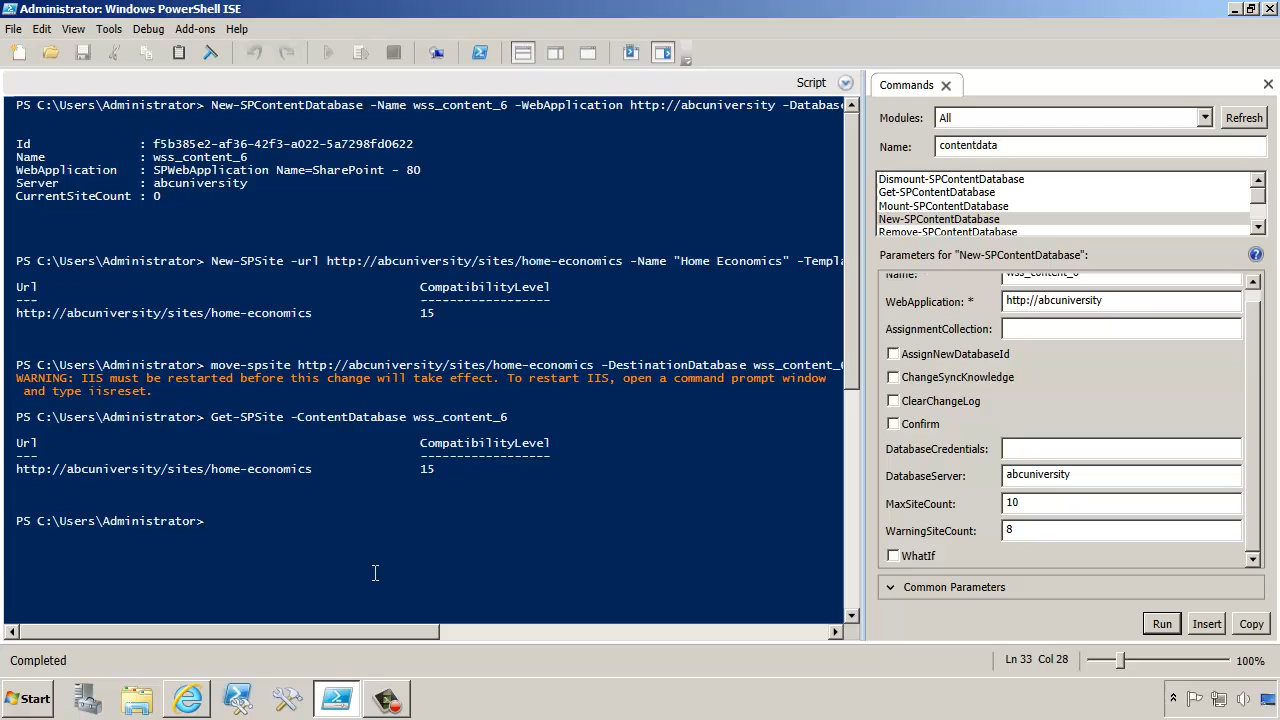 Administrator: Windows PowerShell ISE
File Edit View Tools Debug Add-ons Help
Script
PS C:\Users\Administrator> New-SPContentDatabase -Name wss_content_6 -WebApplication http://abcuniversity -Database
Id : f5b385e2-af36-42f3-a022-5a7298fd0622
Name : wss_content_6
WebApplication : SPWebApplication Name=SharePoint - 80
Server : abcuniversity
CurrentSiteCount : 0
PS C:\Users\Administrator> New-SPSite -url http://abcuniversity/sites/home-economics -Name "Home Economics" -Templa
Url CompatibilityLevel
--- ------------------
http://abcuniversity/sites/home-economics 15
PS C:\Users\Administrator> move-spsite http://abcuniversity/sites/home-economics -DestinationDatabase wss_content_6
WARNING: IIS must be restarted before this change will take effect. To restart IIS, open a command prompt window
and type iisreset.
PS C:\Users\Administrator> Get-SPSite -ContentDatabase wss_content_6
Url CompatibilityLevel
--- ------------------
http://abcuniversity/sites/home-economics 15
PS C:\Users\Administrator>
Commands
Modules: All Refresh
Name: contentdata
Dismount-SPContentDatabase
Get-SPContentDatabase
Mount-SPContentDatabase
New-SPContentDatabase
Remove-SPContentDatabase
Parameters for "New-SPContentDatabase":
Name: wss_content_6
WebApplication: * http://abcuniversity
AssignmentCollection:
AssignNewDatabaseId
ChangeSyncKnowledge
ClearChangeLog
Confirm
DatabaseCredentials:
DatabaseServer: abcuniversity
MaxSiteCount: 10
WarningSiteCount: 8
WhatIf
Common Parameters
Run Insert Copy
Completed Ln 33 Col 28 100%
Start